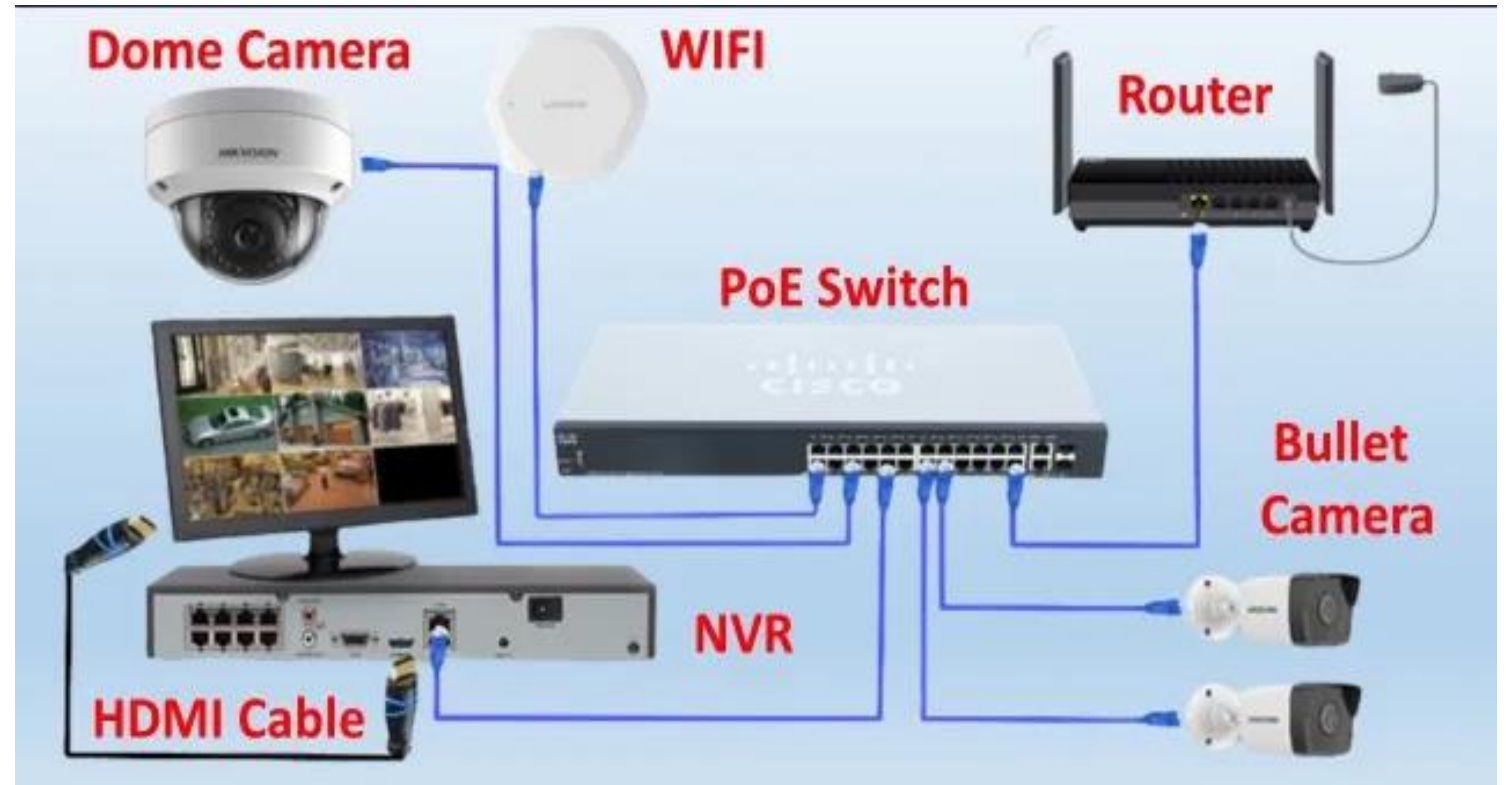 Dome Camera
WIFI
Router
HIKVISION
PoE Switch
CISCO
Bullet
Camera
NVR
HDMI Cable